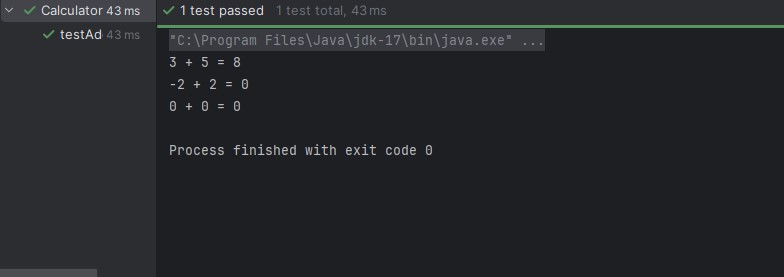 Calculator 43 ms
testAd 43 ms
1 test passed 1 test total, 43 ms
"C:\Program Files\Java\jdk-17\bin\java.exe" ...
3 + 5 = 8
-2 + 2 = 0
0 + 0 = 0
Process finished with exit code 0